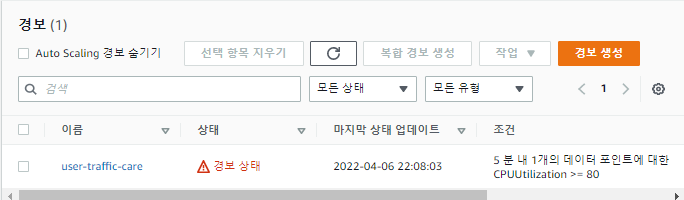 경보 (1)
Auto Scaling 경보 숨기기 선택 항목 지우기 복합 경보 생성 작업 경보 생성
검색 모든 상태 모든 유형 1
이름 상태 마지막 상태 업데이트 조건
user-traffic-care 경보 상태 2022-04-06 22:08:03 5 분 내 1개의 데이터 포인트에 대한
CPUUtilization >= 80